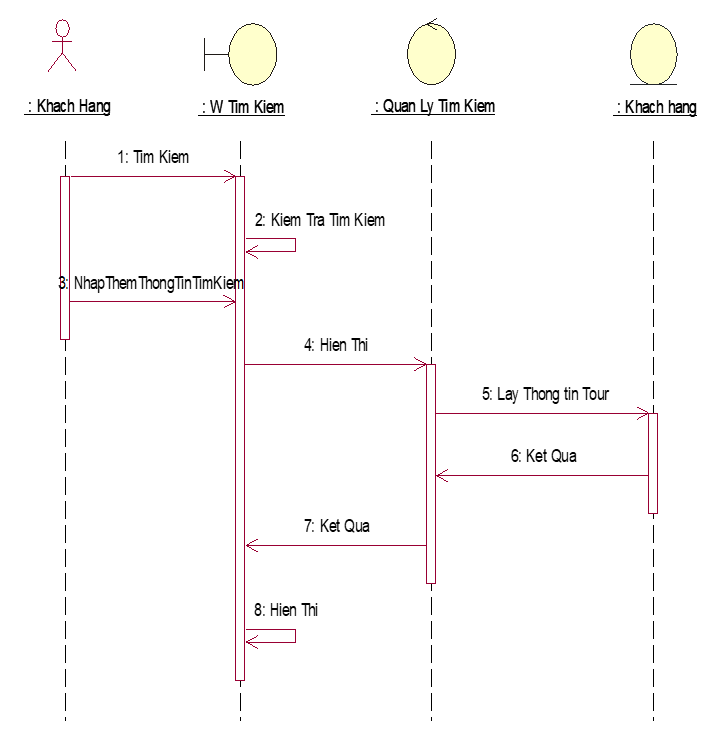 : Khach Hang
: W Tim Kiem
: Quan Ly Tim Kiem
: Khach hang
1: Tim Kiem
2: Kiem Tra Tim Kiem
3: NhapThemThongTinTimKiem
4: Hien Thi
5: Lay Thong tin Tour
6: Ket Qua
7: Ket Qua
8: Hien Thi